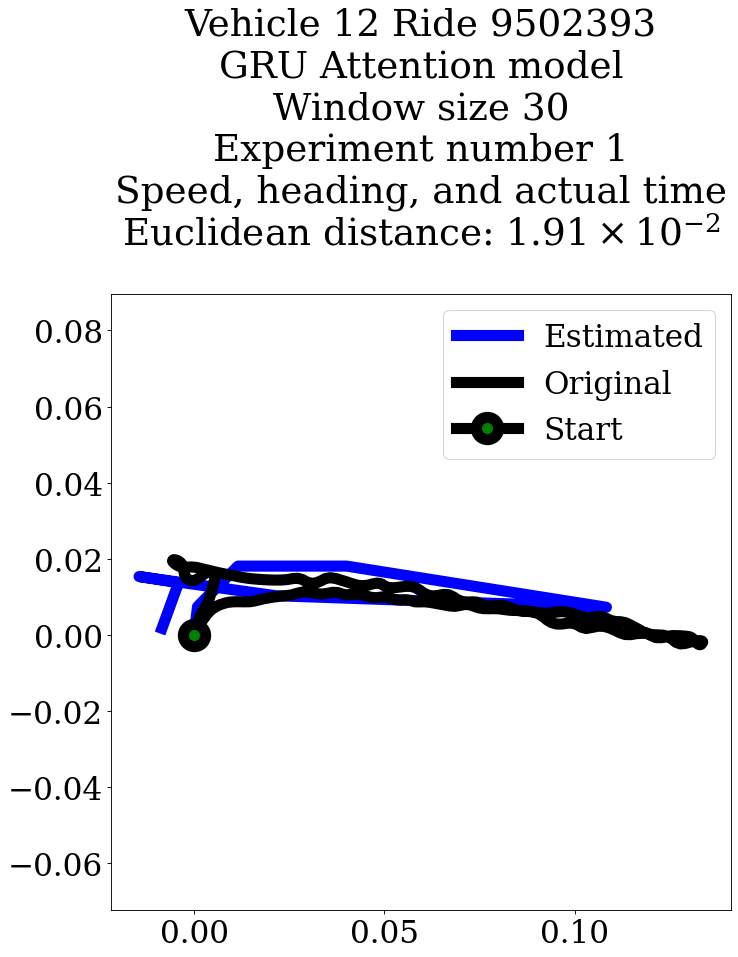 Vehicle 12 Ride 9502393
GRU Attention model
Window size 30
Experiment number 1
Speed, heading, and actual time
Euclidean distance: 1.91 × 10⁻²
Estimated
Original
Start
0.08
0.06
0.04
0.02
0.00
−0.02
−0.04
−0.06
0.00 0.05 0.10